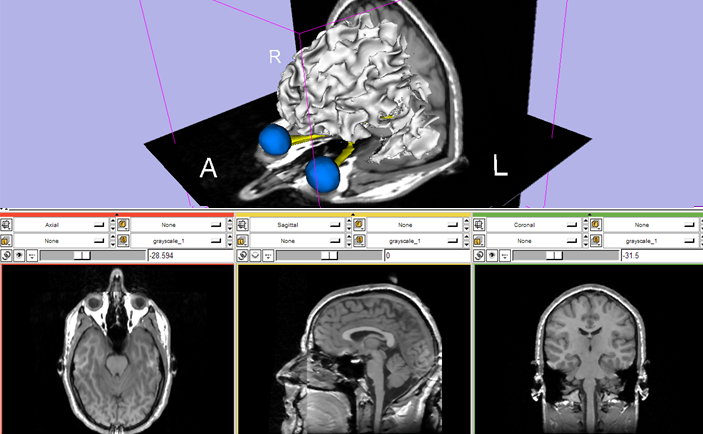 R
A
L
Axial
None
None
grayscale_1
-28.594
Sagittal
None
None
grayscale_1
0
Coronal
None
None
grayscale_1
-31.5